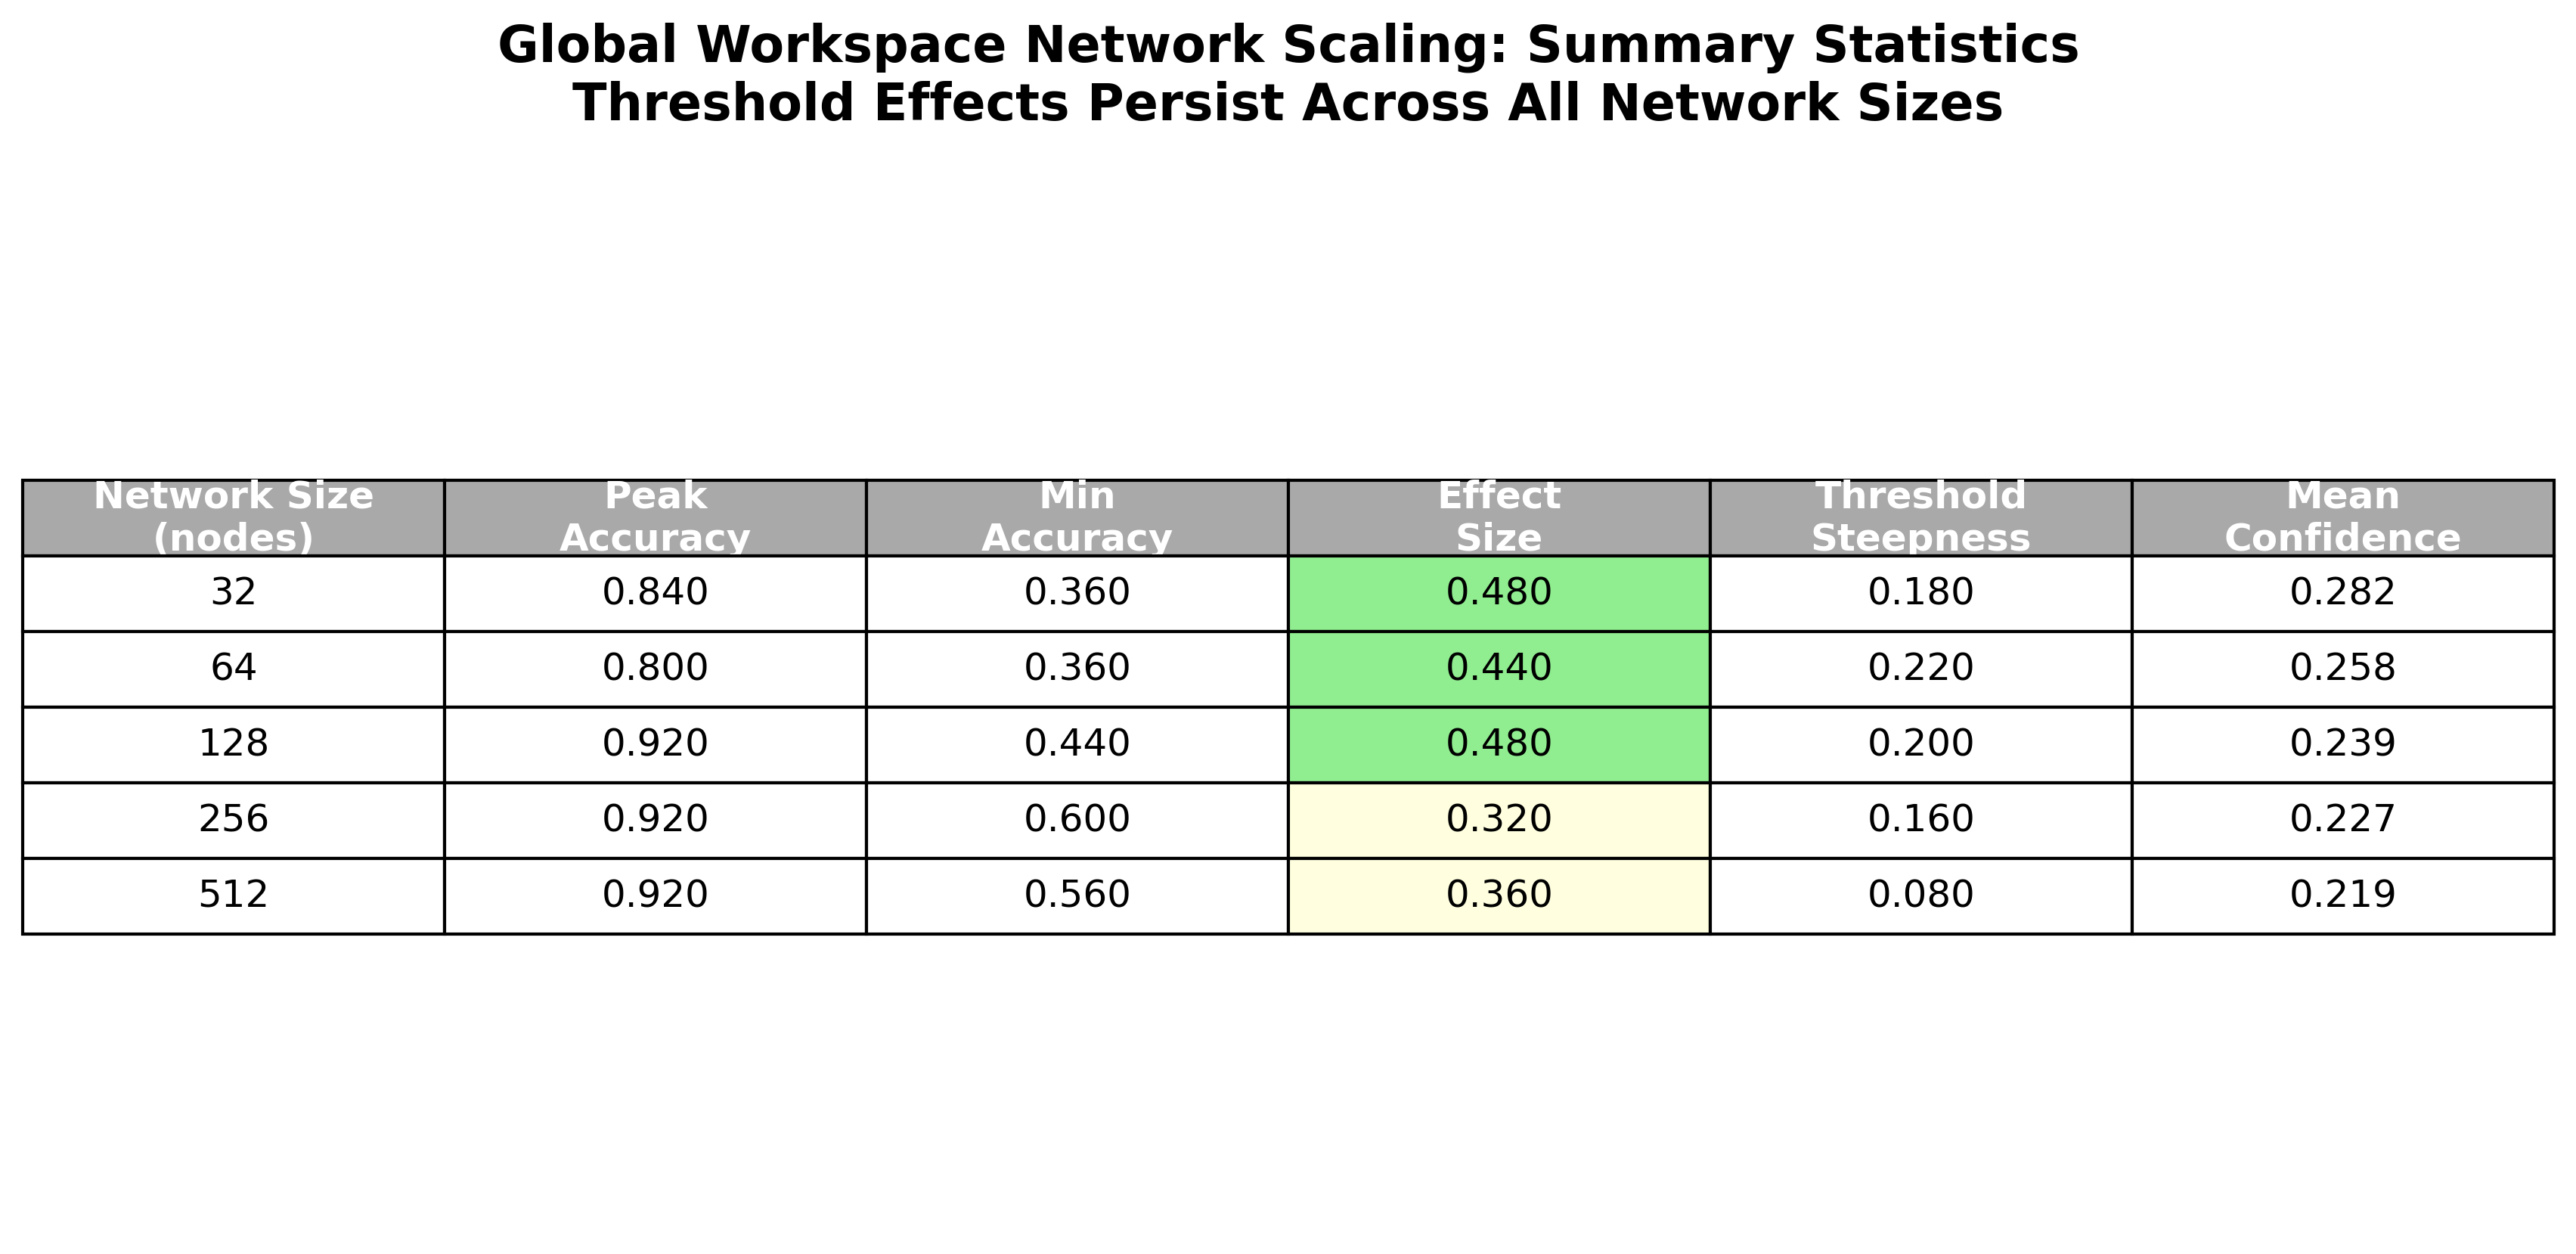 Global Workspace Network Scaling: Summary Statistics
Threshold Effects Persist Across All Network Sizes
Network Size (nodes) Peak Accuracy Min Accuracy Effect Size Threshold Steepness Mean Confidence
32 0.840 0.360 0.480 0.180 0.282
64 0.800 0.360 0.440 0.220 0.258
128 0.920 0.440 0.480 0.200 0.239
256 0.920 0.600 0.320 0.160 0.227
512 0.920 0.560 0.360 0.080 0.219